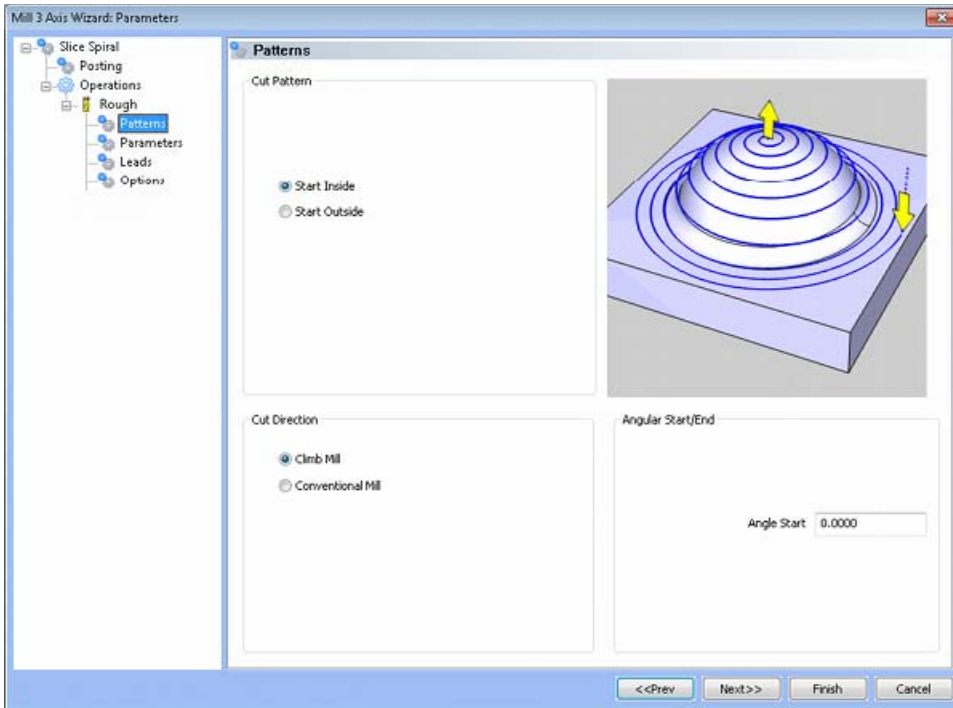 Mill 3 Axis Wizard: Parameters
Slice Spiral
Posting
Operations
Rough
Patterns
Parameters
Leads
Options
Patterns
Cut Pattern
Start Inside
Start Outside
Cut Direction
Climb Mill
Conventional Mill
Angular Start/End
Angle Start 0.0000
<<Prev Next>> Finish Cancel